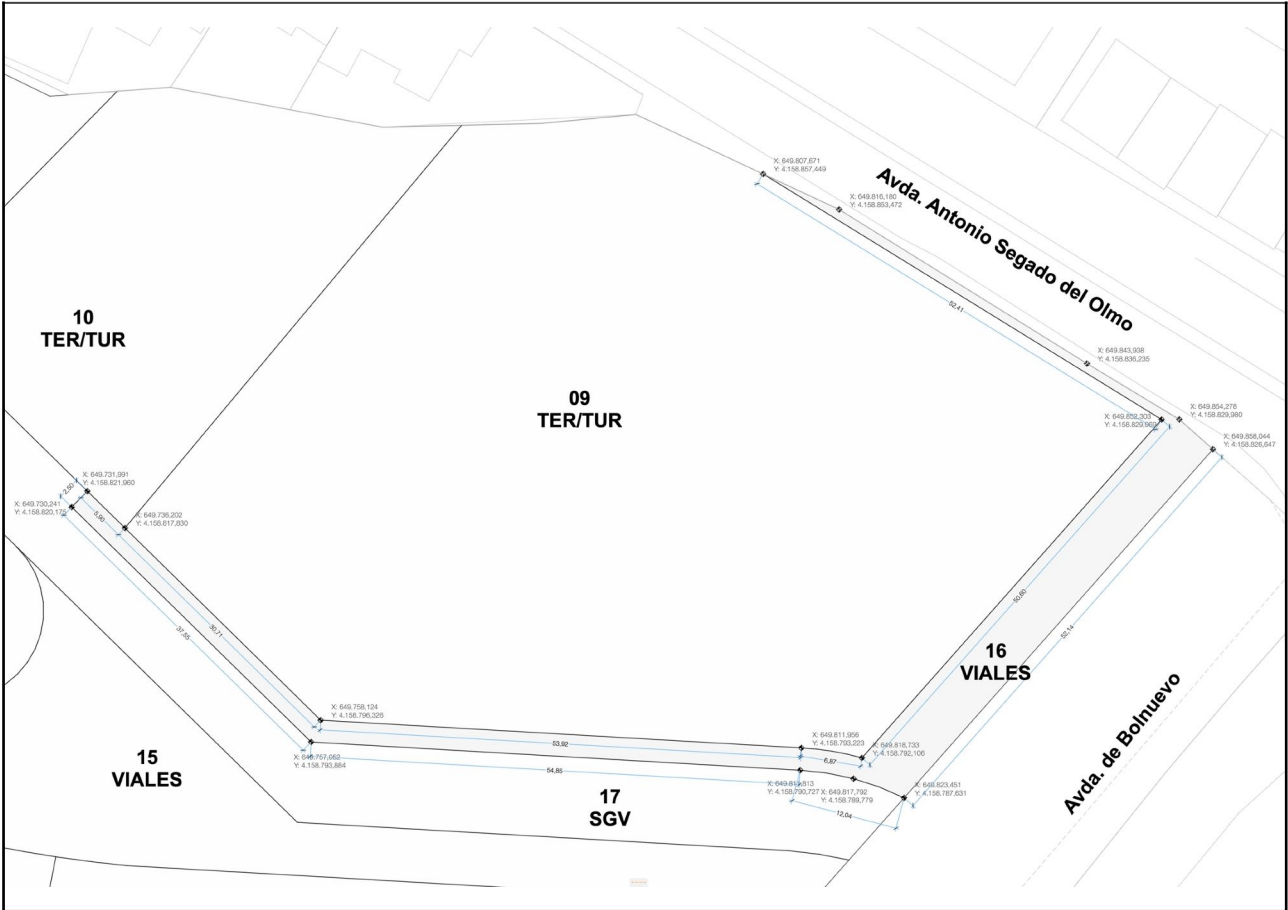 X: 649.807,671
Y: 4.158.857,449
Avda. Antonio Segado del Olmo
X: 649.816,180
Y: 4.158.853,472
10
TER/TUR
52,41
09
TER/TUR
X: 649.843,938
Y: 4.158.836,235
X: 649.852,303
Y: 4.158.829,969
X: 649.854,278
Y: 4.158.829,980
X: 649.858,044
Y: 4.158.826,647
X: 649.731,991
Y: 4.158.821,960
2,50
X: 649.730,241
Y: 4.158.820,175
5,90
X: 649.736,202
Y: 4.158.817,830
50,60
30,71
37,55
52,14
16
VIALES
Avda. de Bolnuevo
X: 649.758,124
Y: 4.158.796,326
53,92
X: 649.811,956
Y: 4.158.793,223
6,87
X: 649.818,733
Y: 4.158.792,106
15
VIALES
Y: 4.158.793,884
54,85
17
SGV
Y: 4.158.790,727
X: 649.817,792
Y: 4.158.789,779
X: 649.823,451
Y: 4.158.787,631
12,04